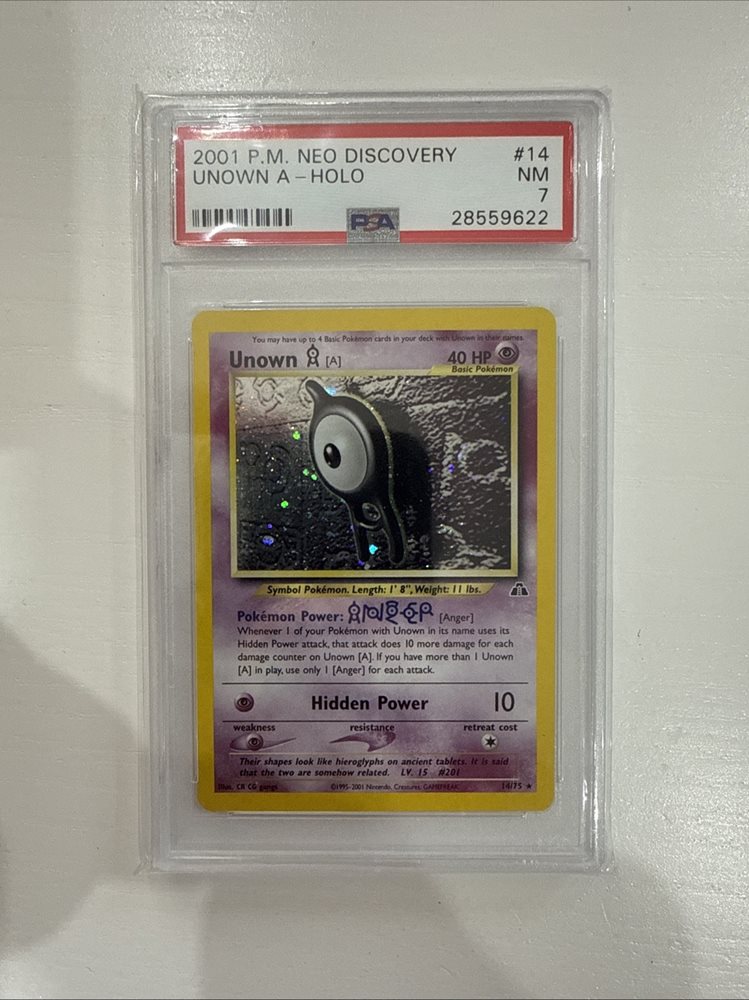 2001 P.M. NEO DISCOVERY #14
UNOWN A – HOLO NM
7
PSA 28559622
You may have up to 4 Basic Pokémon cards in your deck with Unown in their names.
Unown [A] 40 HP
Basic Pokémon
Symbol Pokémon. Length: 1' 8", Weight: 11 lbs.
Pokémon Power: ANGER [Anger]
Whenever 1 of your Pokémon with Unown in its name uses its
Hidden Power attack, that attack does 10 more damage for each
damage counter on Unown [A]. If you have more than 1 Unown
[A] in play, use only 1 [Anger] for each attack.
Hidden Power 10
weakness resistance retreat cost
Their shapes look like hieroglyphs on ancient tablets. It is said
that the two are somehow related. LV. 15 #201
Illus. CR CG gangs ©1995-2001 Nintendo, Creatures, GAMEFREAK. 14/75 ★